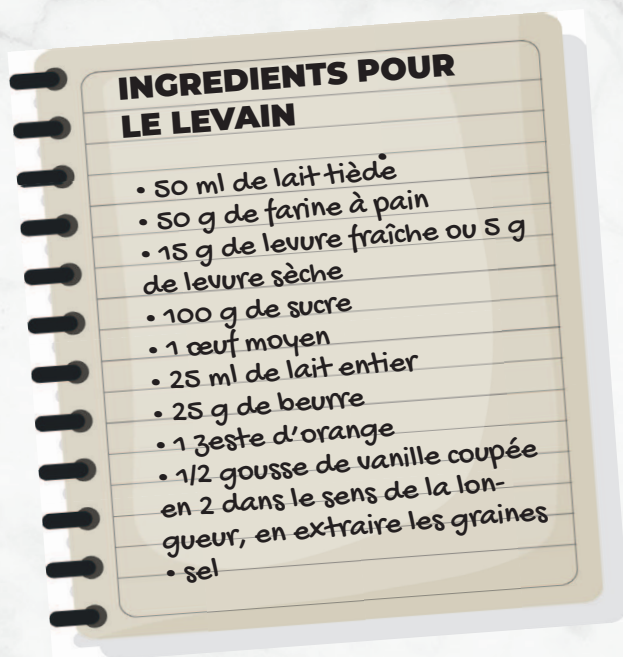 INGREDIENTS POUR
LE LEVAIN
• 50 ml de lait tiède
• 50 g de farine à pain
• 15 g de levure fraîche ou 5 g
de levure sèche
• 100 g de sucre
• 1 œuf moyen
• 25 ml de lait entier
• 25 g de beurre
• 1 zeste d'orange
• 1/2 gousse de vanille coupée
en 2 dans le sens de la lon-
gueur, en extraire les graines
• sel